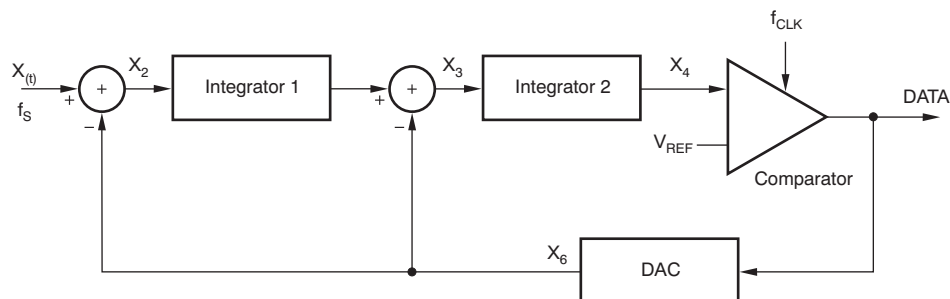 f_CLK
X_(t)
X_2
Integrator 1
X_3
Integrator 2
X_4
DATA
+
+
+
+
f_S
–
–
V_REF
Comparator
X_6
DAC